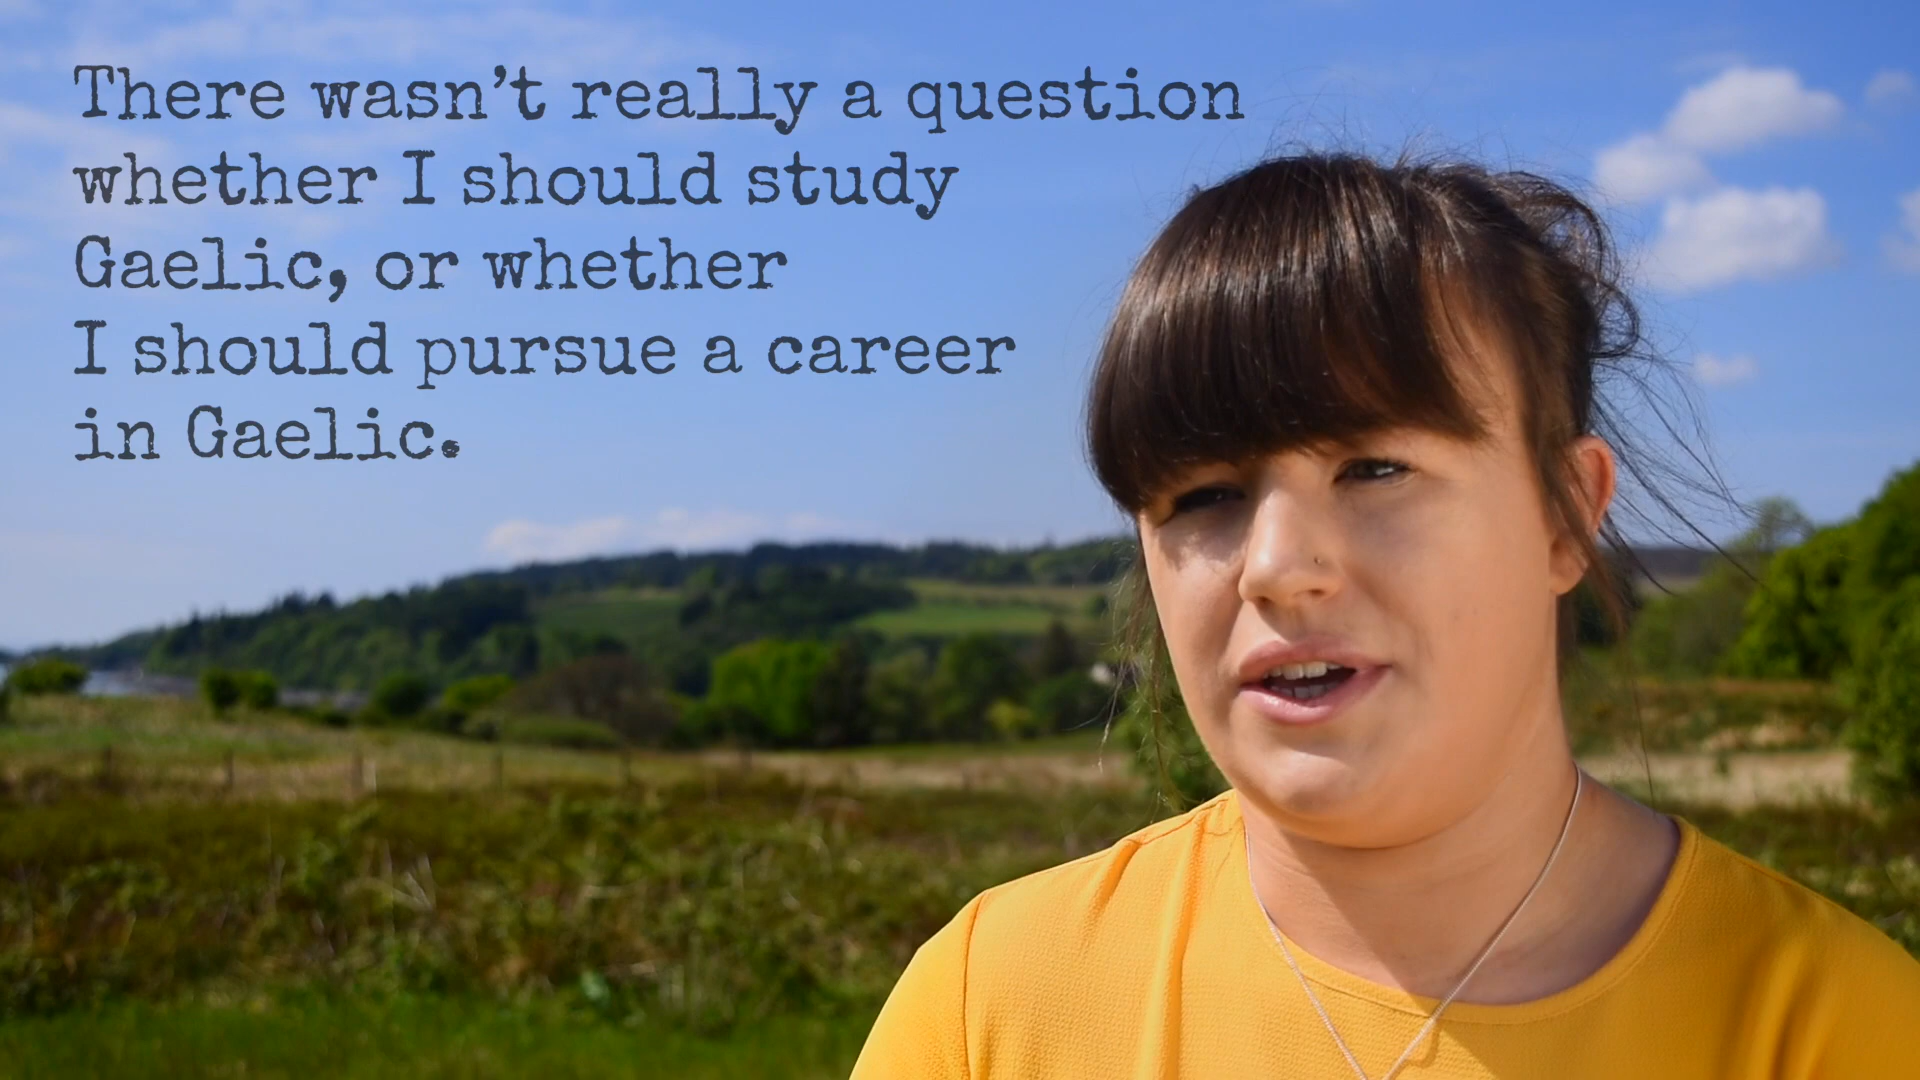 There wasn’t really a question
whether I should study
Gaelic, or whether
I should pursue a career
in Gaelic.